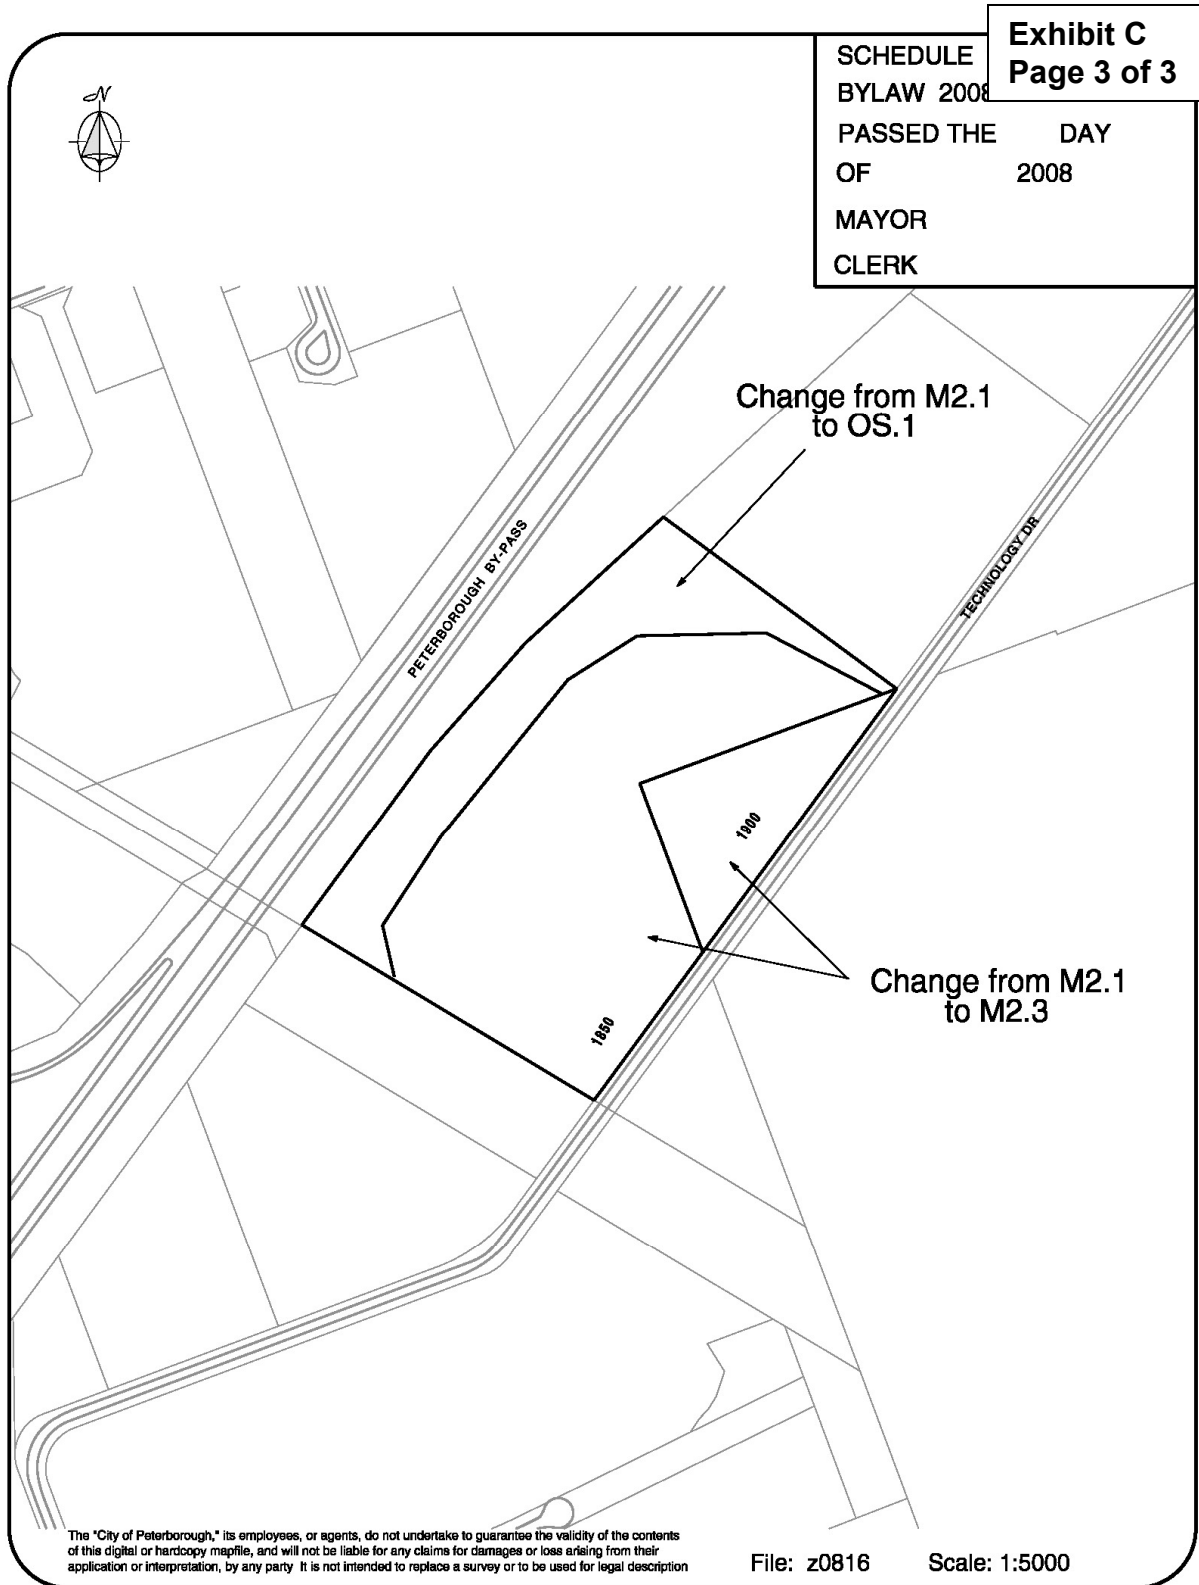 Exhibit C
Page 3 of 3
SCHEDULE
BYLAW 2008
PASSED THE DAY
OF 2008
MAYOR
CLERK
N
Change from M2.1
to OS.1
PETERBOROUGH BY-PASS
TECHNOLOGY DR
1900
Change from M2.1
to M2.3
1850
The "City of Peterborough," its employees, or agents, do not undertake to guarantee the validity of the contents
of this digital or hardcopy mapfile, and will not be liable for any claims for damages or loss arising from their
application or interpretation, by any party It is not intended to replace a survey or to be used for legal description
File: z0816 Scale: 1:5000